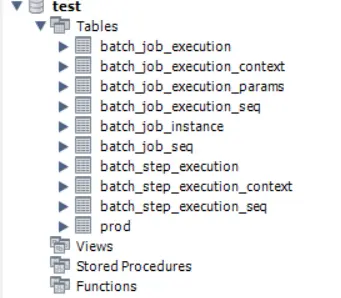 test
Tables
batch_job_execution
batch_job_execution_context
batch_job_execution_params
batch_job_execution_seq
batch_job_instance
batch_job_seq
batch_step_execution
batch_step_execution_context
batch_step_execution_seq
prod
Views
Stored Procedures
Functions